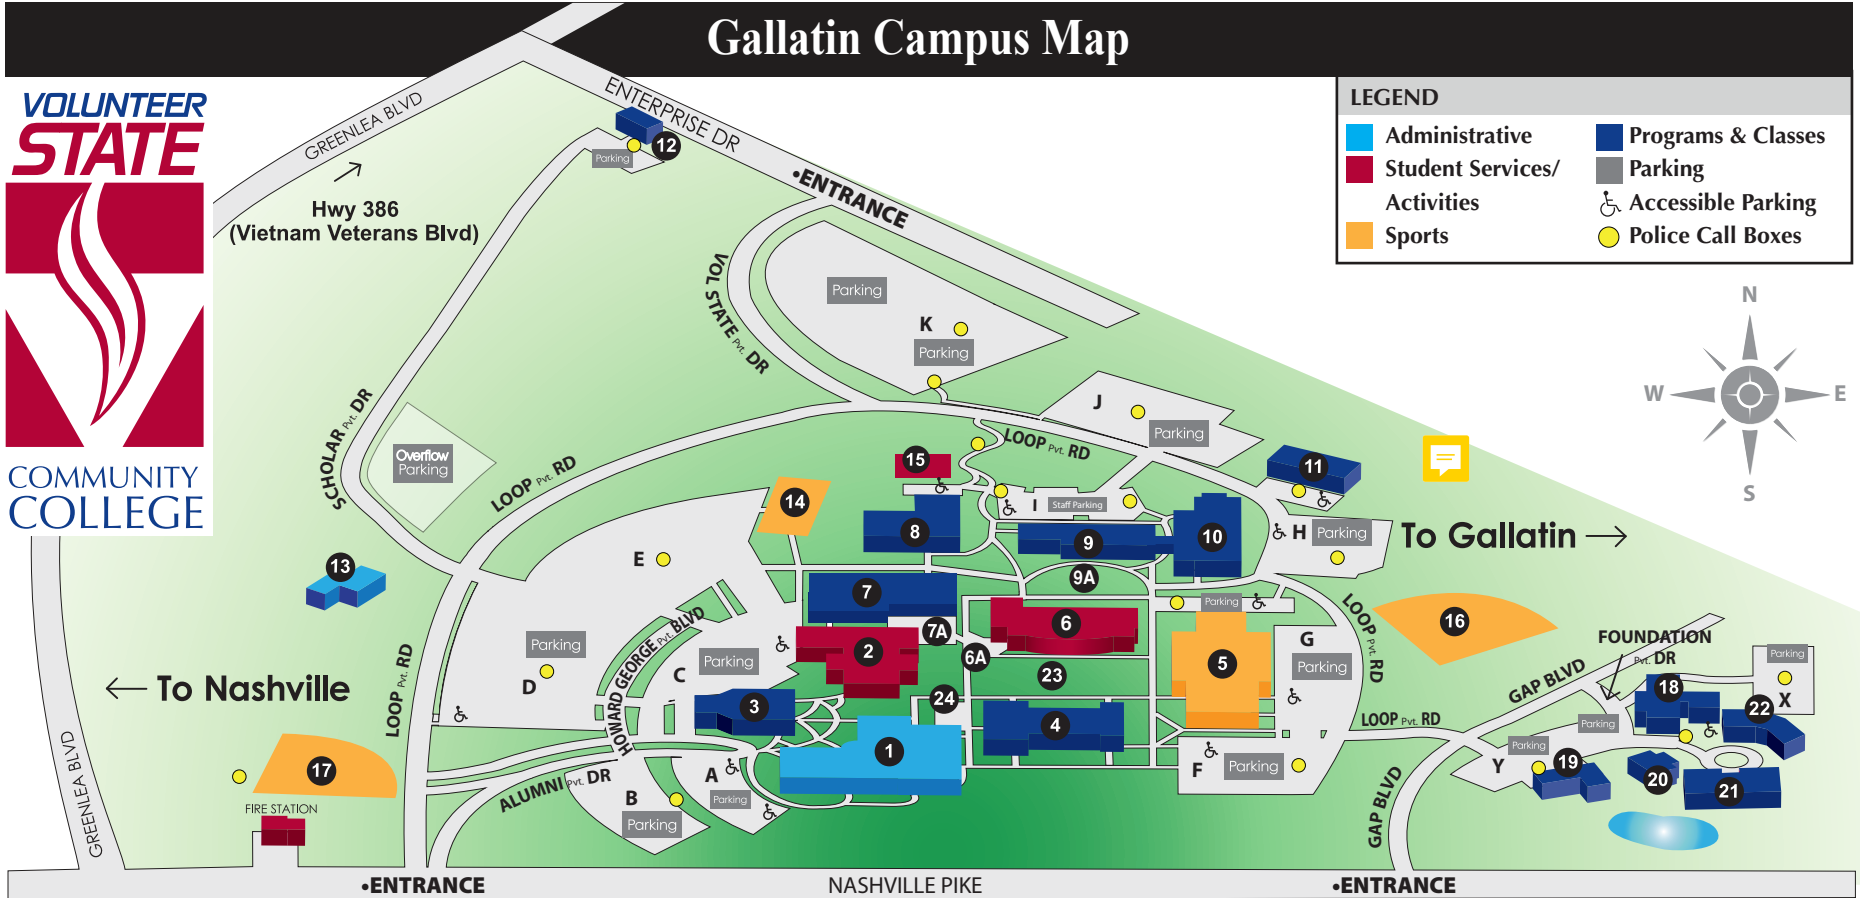 Gallatin Campus Map
VOLUNTEER
STATE
COMMUNITY
COLLEGE
LEGEND
Administrative
Student Services/
Activities
Sports
Programs & Classes
Parking
Accessible Parking
Police Call Boxes
N
W
E
S
GREENLEA BLVD
ENTERPRISE DR
12
Parking
•ENTRANCE
Hwy 386
(Vietnam Veterans Blvd)
VOL STATE Pvt. DR
Parking
K
Parking
SCHOLAR Pvt. DR
Overflow
Parking
LOOP Pvt. RD
J
Parking
LOOP Pvt. RD
15
11
14
I
Staff Parking
8
9
10
H
Parking
To Gallatin
E
13
7
9A
Parking
LOOP Pvt. RD
16
HOWARD GEORGE Pvt. BLVD
7A
6
G
Parking
FOUNDATION
Pvt. DR
Parking
Parking
2
6A
5
C
Parking
D
23
18
X
GAP BLVD
To Nashville
LOOP Pvt. RD
3
24
4
LOOP Pvt. RD
Parking
22
1
Parking
Y
19
GREENLEA BLVD
17
A
F
Parking
20
21
ALUMNI Pvt. DR
B
Parking
Parking
GAP BLVD
FIRE STATION
•ENTRANCE
NASHVILLE PIKE
•ENTRANCE